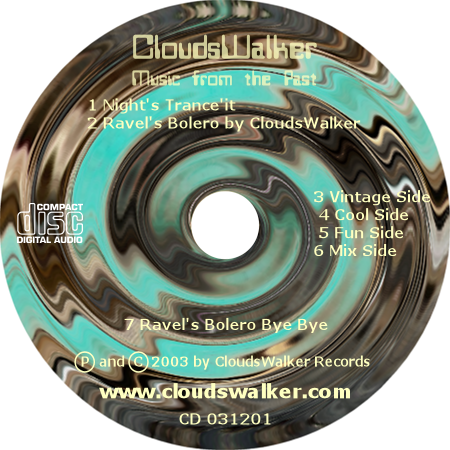 CloudsWalker
Music from the Past
1 Night's Trance'it
2 Ravel's Bolero by CloudsWalker
3 Vintage Side
4 Cool Side
5 Fun Side
6 Mix Side
COMPACT
disc
DIGITAL AUDIO
7 Ravel's Bolero Bye Bye
Ⓟ and Ⓒ 2003 by CloudsWalker Records
www.cloudswalker.com
CD 031201